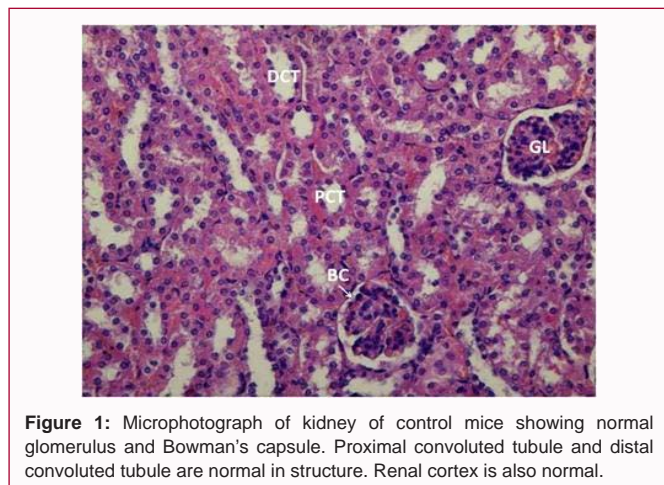 DCT
GL
PCT
BC
Figure 1: Microphotograph of kidney of control mice showing normal
glomerulus and Bowman's capsule. Proximal convoluted tubule and distal
convoluted tubule are normal in structure. Renal cortex is also normal.